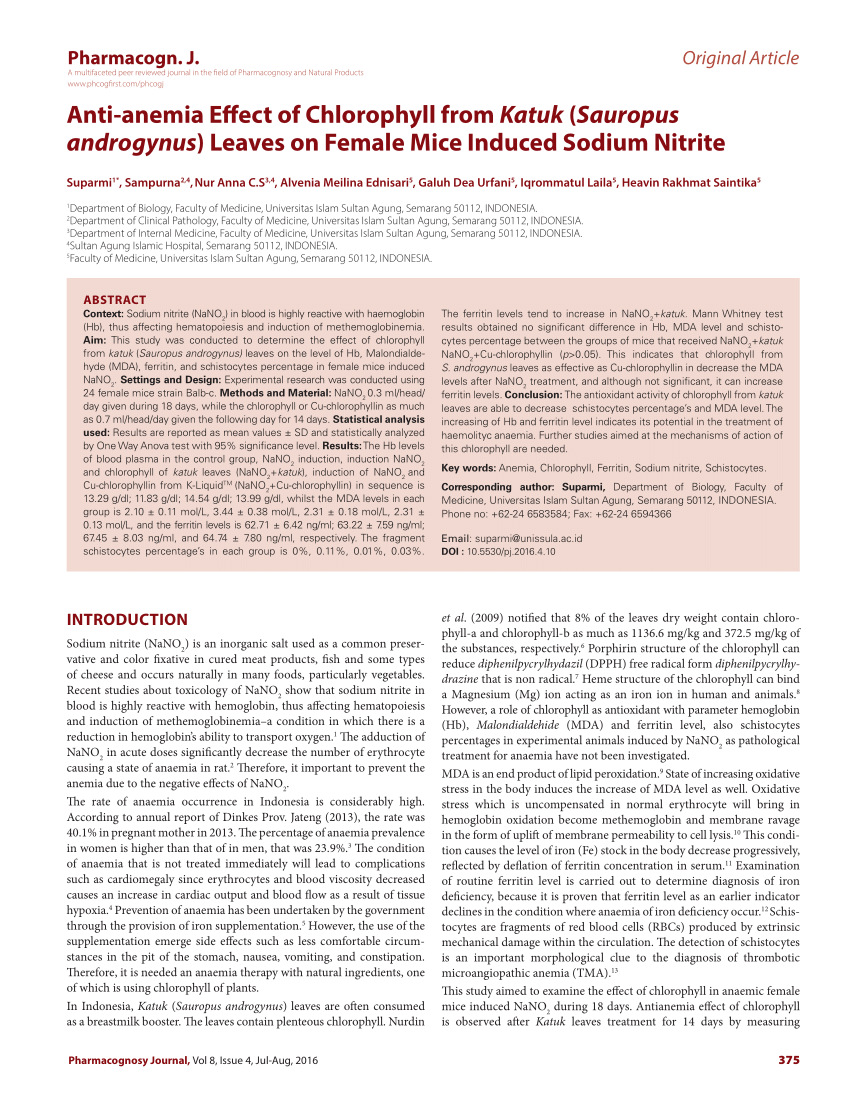 Pharmacogn. J.
A multifaceted peer reviewed journal in the field of Pharmacognosy and Natural Products
www.phcogfirst.com/phcogj
Original Article
Anti-anemia Effect of Chlorophyll from Katuk (Sauropus
androgynus) Leaves on Female Mice Induced Sodium Nitrite
Suparmi1*, Sampurna2,4, Nur Anna C.S3,4, Alvenia Meilina Ednisari5, Galuh Dea Urfani5, Iqrommatul Laila5, Heavin Rakhmat Saintika5
1Department of Biology, Faculty of Medicine, Universitas Islam Sultan Agung, Semarang 50112, INDONESIA.
2Department of Clinical Pathology, Faculty of Medicine, Universitas Islam Sultan Agung, Semarang 50112, INDONESIA.
3Department of Internal Medicine, Faculty of Medicine, Universitas Islam Sultan Agung, Semarang 50112, INDONESIA.
4Sultan Agung Islamic Hospital, Semarang 50112, INDONESIA.
5Faculty of Medicine, Universitas Islam Sultan Agung, Semarang 50112, INDONESIA.
ABSTRACT
Context: Sodium nitrite (NaNO2) in blood is highly reactive with haemoglobin
(Hb), thus affecting hematopoiesis and induction of methemoglobinemia.
Aim: This study was conducted to determine the effect of chlorophyll
from katuk (Sauropus androgynus) leaves on the level of Hb, Malondialde-
hyde (MDA), ferritin, and schistocytes percentage in female mice induced
NaNO2. Settings and Design: Experimental research was conducted using
24 female mice strain Balb-c. Methods and Material: NaNO2 0.3 ml/head/
day given during 18 days, while the chlorophyll or Cu-chlorophyllin as much
as 0.7 ml/head/day given the following day for 14 days. Statistical analysis
used: Results are reported as mean values ± SD and statistically analyzed
by One Way Anova test with 95% significance level. Results: The Hb levels
of blood plasma in the control group, NaNO2 induction, induction NaNO2
and chlorophyll of katuk leaves (NaNO2+katuk), induction of NaNO2 and
Cu-chlorophyllin from K-Liquid™ (NaNO2+Cu-chlorophyllin) in sequence is
13.29 g/dl; 11.83 g/dl; 14.54 g/dl; 13.99 g/dl, whilst the MDA levels in each
group is 2.10 ± 0.11 mol/L, 3.44 ± 0.38 mol/L, 2.31 ± 0.18 mol/L, 2.31 ±
0.13 mol/L, and the ferritin levels is 62.71 ± 6.42 ng/ml; 63.22 ± 7.59 ng/ml;
67.45 ± 8.03 ng/ml, and 64.74 ± 7.80 ng/ml, respectively. The fragment
schistocytes percentage's in each group is 0%, 0.11%, 0.01%, 0.03%.
The ferritin levels tend to increase in NaNO2+katuk. Mann Whitney test
results obtained no significant difference in Hb, MDA level and schisto-
cytes percentage between the groups of mice that received NaNO2+katuk
NaNO2+Cu-chlorophyllin (p>0.05). This indicates that chlorophyll from
S. androgynus leaves as effective as Cu-chlorophyllin in decrease the MDA
levels after NaNO2 treatment, and although not significant, it can increase
ferritin levels. Conclusion: The antioxidant activity of chlorophyll from katuk
leaves are able to decrease schistocytes percentage's and MDA level. The
increasing of Hb and ferritin level indicates its potential in the treatment of
haemolityc anaemia. Further studies aimed at the mechanisms of action of
this chlorophyll are needed.
Key words: Anemia, Chlorophyll, Ferritin, Sodium nitrite, Schistocytes.
Corresponding author: Suparmi, Department of Biology, Faculty of
Medicine, Universitas Islam Sultan Agung, Semarang 50112, INDONESIA.
Phone no: +62-24 6583584; Fax: +62-24 6594366
Email: suparmi@unissula.ac.id
DOI : 10.5530/pj.2016.4.10
INTRODUCTION
Sodium nitrite (NaNO2) is an inorganic salt used as a common preser-
vative and color fixative in cured meat products, fish and some types
of cheese and occurs naturally in many foods, particularly vegetables.
Recent studies about toxicology of NaNO2 show that sodium nitrite in
blood is highly reactive with hemoglobin, thus affecting hematopoiesis
and induction of methemoglobinemia–a condition in which there is a
reduction in hemoglobin's ability to transport oxygen.1 The adduction of
NaNO2 in acute doses significantly decrease the number of erythrocyte
causing a state of anaemia in rat.2 Therefore, it important to prevent the
anemia due to the negative effects of NaNO2.
The rate of anaemia occurrence in Indonesia is considerably high.
According to annual report of Dinkes Prov. Jateng (2013), the rate was
40.1% in pregnant mother in 2013. The percentage of anaemia prevalence
in women is higher than that of in men, that was 23.9%.3 The condition
of anaemia that is not treated immediately will lead to complications
such as cardiomegaly since erythrocytes and blood viscosity decreased
causes an increase in cardiac output and blood flow as a result of tissue
hypoxia.4 Prevention of anaemia has been undertaken by the government
through the provision of iron supplementation.5 However, the use of the
supplementation emerge side effects such as less comfortable circum-
stances in the pit of the stomach, nausea, vomiting, and constipation.
Therefore, it is needed an anaemia therapy with natural ingredients, one
of which is using chlorophyll of plants.
In Indonesia, Katuk (Sauropus androgynus) leaves are often consumed
as a breastmilk booster. The leaves contain plenteous chlorophyll. Nurdin
et al. (2009) notified that 8% of the leaves dry weight contain chloro-
phyll-a and chlorophyll-b as much as 1136.6 mg/kg and 372.5 mg/kg of
the substances, respectively.6 Porphirin structure of the chlorophyll can
reduce diphenilpycrylhydazil (DPPH) free radical form diphenilpycrylhy-
drazine that is non radical.7 Heme structure of the chlorophyll can bind
a Magnesium (Mg) ion acting as an iron ion in human and animals.8
However, a role of chlorophyll as antioxidant with parameter hemoglobin
(Hb), Malondialdehide (MDA) and ferritin level, also schistocytes
percentages in experimental animals induced by NaNO2 as pathological
treatment for anaemia have not been investigated.
MDA is an end product of lipid peroxidation.9 State of increasing oxidative
stress in the body induces the increase of MDA level as well. Oxidative
stress which is uncompensated in normal erythrocyte will bring in
hemoglobin oxidation become methemoglobin and membrane ravage
in the form of uplift of membrane permeability to cell lysis.10 This condi-
tion causes the level of iron (Fe) stock in the body decrease progressively,
reflected by deflation of ferritin concentration in serum.11 Examination
of routine ferritin level is carried out to determine diagnosis of iron
deficiency, because it is proven that ferritin level as an earlier indicator
declines in the condition where anaemia of iron deficiency occur.12 Schis-
tocytes are fragments of red blood cells (RBCs) produced by extrinsic
mechanical damage within the circulation. The detection of schistocytes
is an important morphological clue to the diagnosis of thrombotic
microangiopathic anemia (TMA).13
This study aimed to examine the effect of chlorophyll in anaemic female
mice induced NaNO2 during 18 days. Antianemia effect of chlorophyll
is observed after Katuk leaves treatment for 14 days by measuring
Pharmacognosy Journal, Vol 8, Issue 4, Jul-Aug, 2016
375